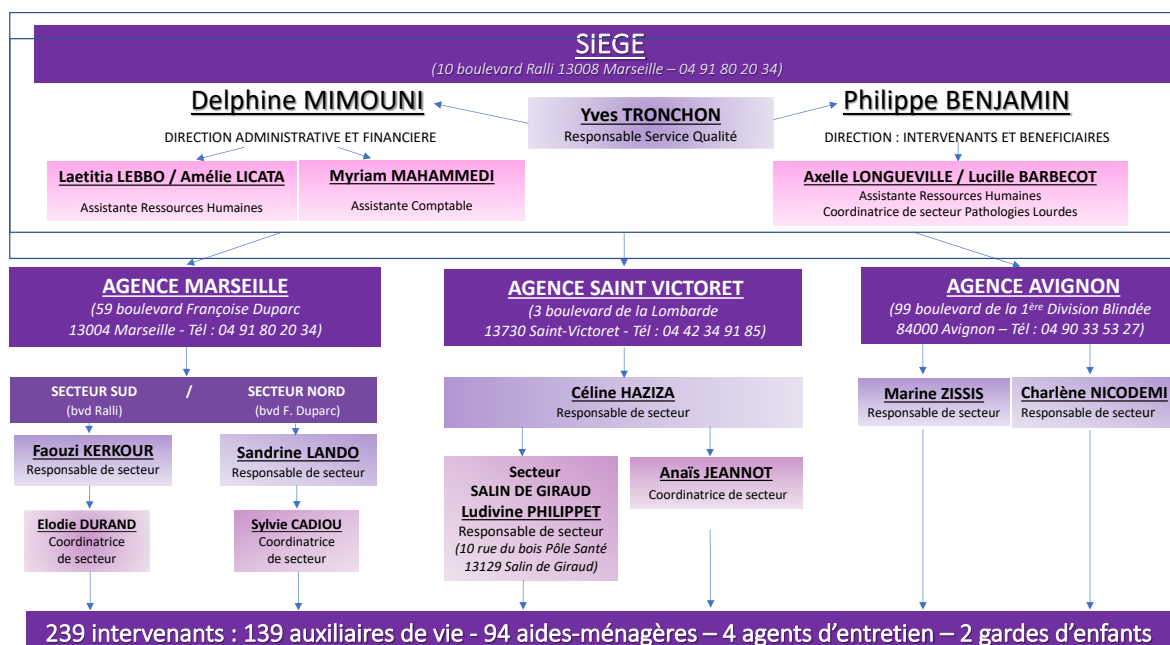 SIEGE
(10 boulevard Ralli 13008 Marseille – 04 91 80 20 34)
Delphine MIMOUNI
DIRECTION ADMINISTRATIVE ET FINANCIERE
Yves TRONCHON
Responsable Service Qualité
Philippe BENJAMIN
DIRECTION : INTERVENANTS ET BENEFICIAIRES
Laetitia LEBBO / Amélie LICATA
Assistante Ressources Humaines
Myriam MAHAMMEDI
Assistante Comptable
Axelle LONGUEVILLE / Lucille BARBECOT
Assistante Ressources Humaines
Coordinatrice de secteur Pathologies Lourdes
AGENCE MARSEILLE
(59 boulevard Françoise Duparc
13004 Marseille - Tél : 04 91 80 20 34)
AGENCE SAINT VICTORET
(3 boulevard de la Lombarde
13730 Saint-Victoret - Tél : 04 42 34 91 85)
AGENCE AVIGNON
(99 boulevard de la 1ère Division Blindée
84000 Avignon – Tél : 04 90 33 53 27)
SECTEUR SUD / SECTEUR NORD
(bvd Ralli) (bvd F. Duparc)
Faouzi KERKOUR
Responsable de secteur
Sandrine LANDO
Responsable de secteur
Elodie DURAND
Coordinatrice
de secteur
Sylvie CADIOU
Coordinatrice
de secteur
Céline HAZIZA
Responsable de secteur
Secteur
SALIN DE GIRAUD
Ludivine PHILIPPET
Responsable de secteur
(10 rue du bois Pôle Santé
13129 Salin de Giraud)
Anaïs JEANNOT
Coordinatrice de secteur
Marine ZISSIS
Responsable de secteur
Charlène NICODEMI
Responsable de secteur
239 intervenants : 139 auxiliaires de vie - 94 aides-ménagères – 4 agents d'entretien – 2 gardes d'enfants